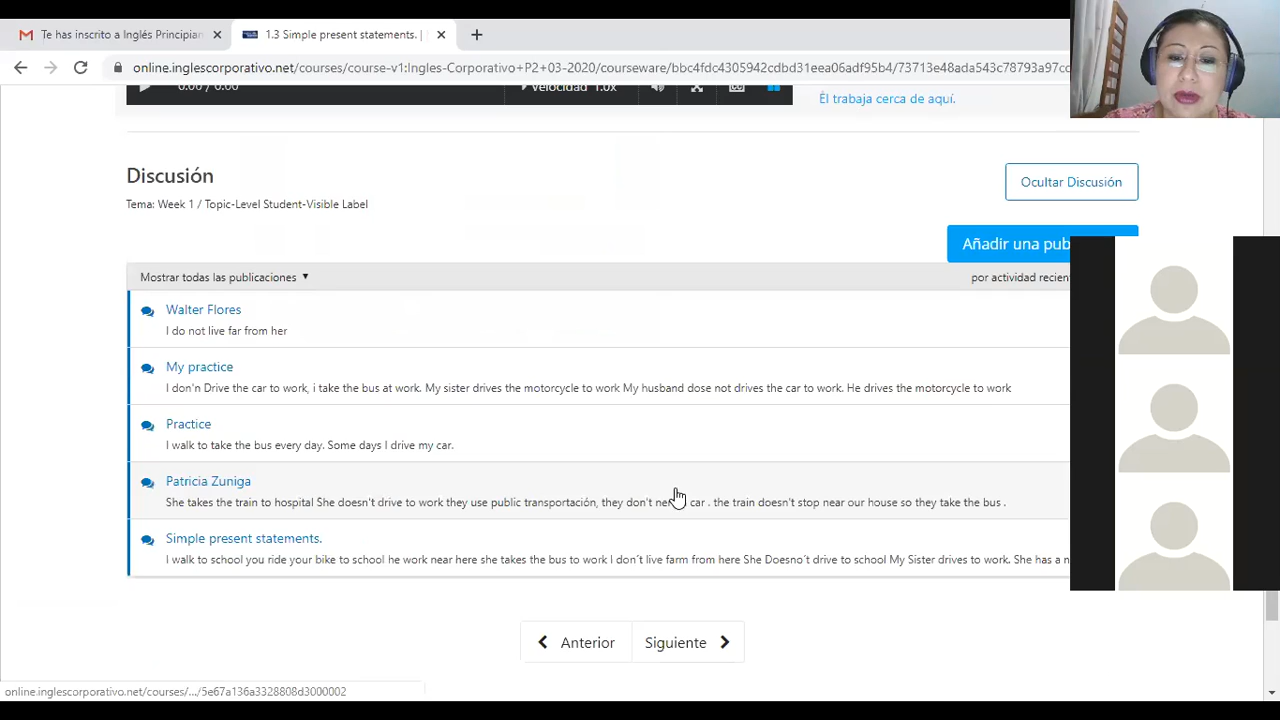 Te has inscrito a Inglés Principian
1.3 Simple present statements. |
online.inglescorporativo.net/courses/course-v1:Ingles-Corporativo+P2+03-2020/courseware/bbc4fdc4305942cdbd31eea06adf95b4/73713e48ada543c78793a97cc
0:00 / 0:00 Velocidad 1.0x
Él trabaja cerca de aquí.
Discusión
Ocultar Discusión
Tema: Week 1 / Topic-Level Student-Visible Label
Añadir una pub
Mostrar todas las publicaciones
por actividad recien
Walter Flores
I do not live far from her
My practice
I don'n Drive the car to work, i take the bus at work. My sister drives the motorcycle to work My husband dose not drives the car to work. He drives the motorcycle to work
Practice
I walk to take the bus every day. Some days I drive my car.
Patricia Zuniga
She takes the train to hospital She doesn't drive to work they use public transportación, they don't ne car . the train doesn't stop near our house so they take the bus .
Simple present statements.
I walk to school you ride your bike to school he work near here she takes the bus to work I don´t live farm from here She Doesno´t drive to school My Sister drives to work. She has a n
Anterior
Siguiente
online.inglescorporativo.net/courses/.../5e67a136a3328808d3000002